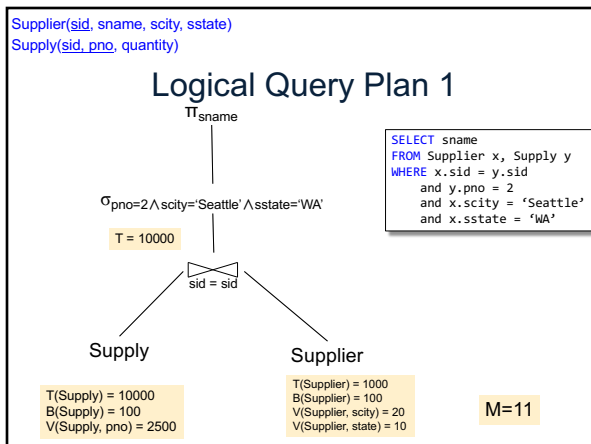 Supplier(sid, sname, scity, sstate)
Supply(sid, pno, quantity)
Logical Query Plan 1
πsname
SELECT sname
FROM Supplier x, Supply y
WHERE x.sid = y.sid
and y.pno = 2
and x.scity = ‘Seattle’
and x.sstate = ‘WA’
σpno=2∧scity=‘Seattle’∧sstate=‘WA’
T = 10000
sid = sid
Supply
Supplier
T(Supply) = 10000
B(Supply) = 100
V(Supply, pno) = 2500
T(Supplier) = 1000
B(Supplier) = 100
V(Supplier, scity) = 20
V(Supplier, state) = 10
M=11